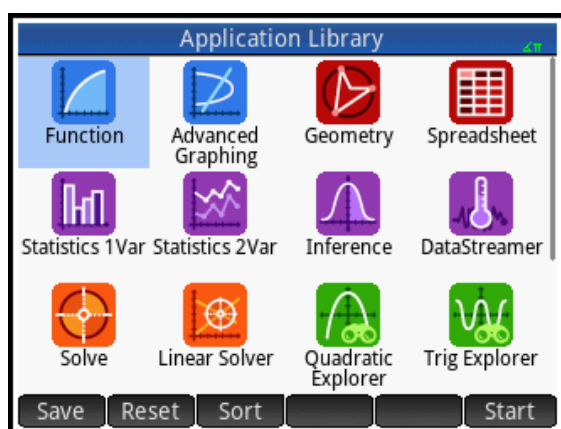 Application Library
∡π
Function
Advanced
Graphing
Geometry
Spreadsheet
Statistics 1Var
Statistics 2Var
Inference
DataStreamer
Solve
Linear Solver
Quadratic
Explorer
Trig Explorer
Save
Reset
Sort
Start